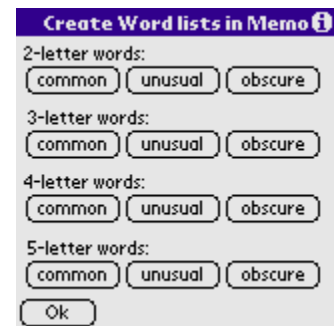 Create Word lists in Memo i
2-letter words:
common unusual obscure
3-letter words:
common unusual obscure
4-letter words:
common unusual obscure
5-letter words:
common unusual obscure
Ok